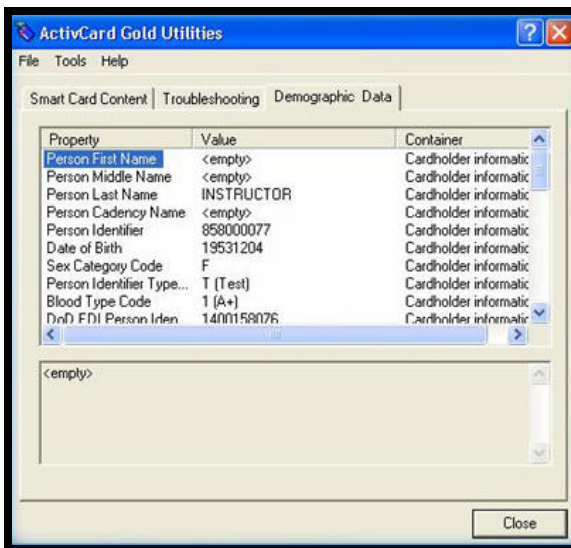 ActivCard Gold Utilities
File Tools Help
Smart Card Content Troubleshooting Demographic Data
Property Value Container
Person First Name <empty> Cardholder informatic
Person Middle Name <empty> Cardholder informatic
Person Last Name INSTRUCTOR Cardholder informatic
Person Cadency Name <empty> Cardholder informatic
Person Identifier 858000077 Cardholder informatic
Date of Birth 19531204 Cardholder informatic
Sex Category Code F Cardholder informatic
Person Identifier Type... T (Test) Cardholder informatic
Blood Type Code 1 (A+) Cardholder informatic
DoD EDI Person Iden 1400158076 Cardholder informatic
<empty>
Close